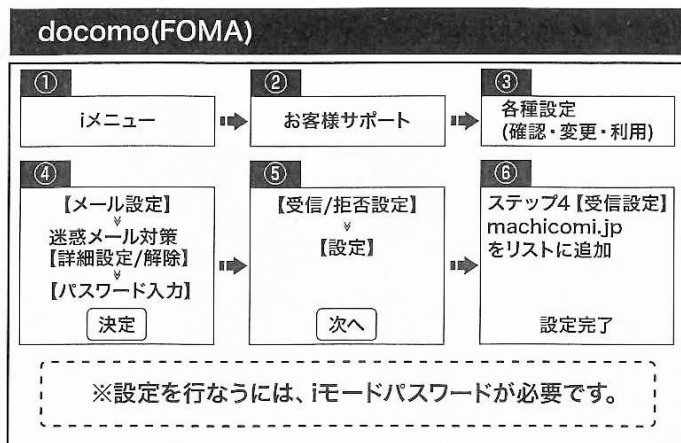 docomo(FOMA)
①
iメニュー
②
お客様サポート
③
各種設定
(確認・変更・利用)
④
【メール設定】
迷惑メール対策
【詳細設定/解除】
【パスワード入力】
決定
⑤
【受信/拒否設定】
【設定】
次へ
⑥
ステップ4【受信設定】
machicomi.jp
をリストに追加
設定完了
※設定を行なうには、iモードパスワードが必要です。